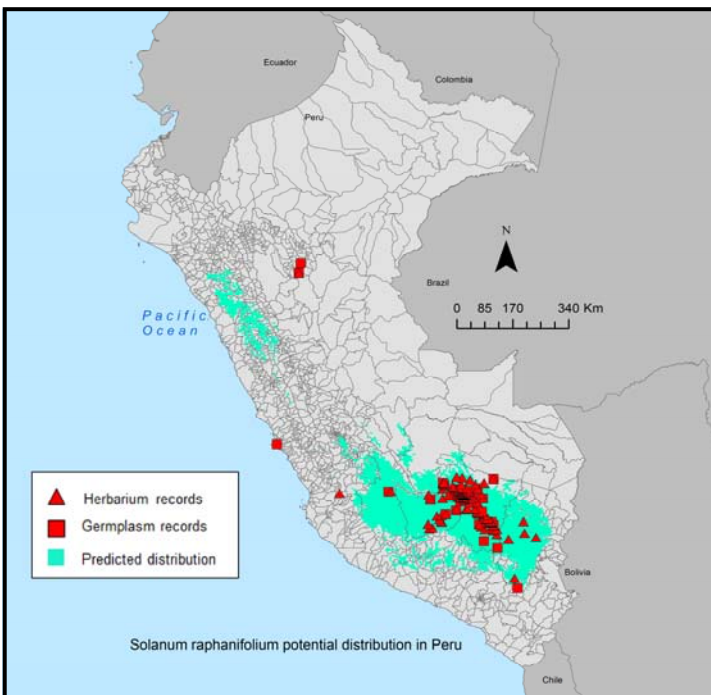 Ecuador
Colombia
Peru
N
Brazil
0 85 170 340 Km
Pacific
Ocean
Herbarium records
Germplasm records
Predicted distribution
Bolivia
Solanum raphanifolium potential distribution in Peru
Chile